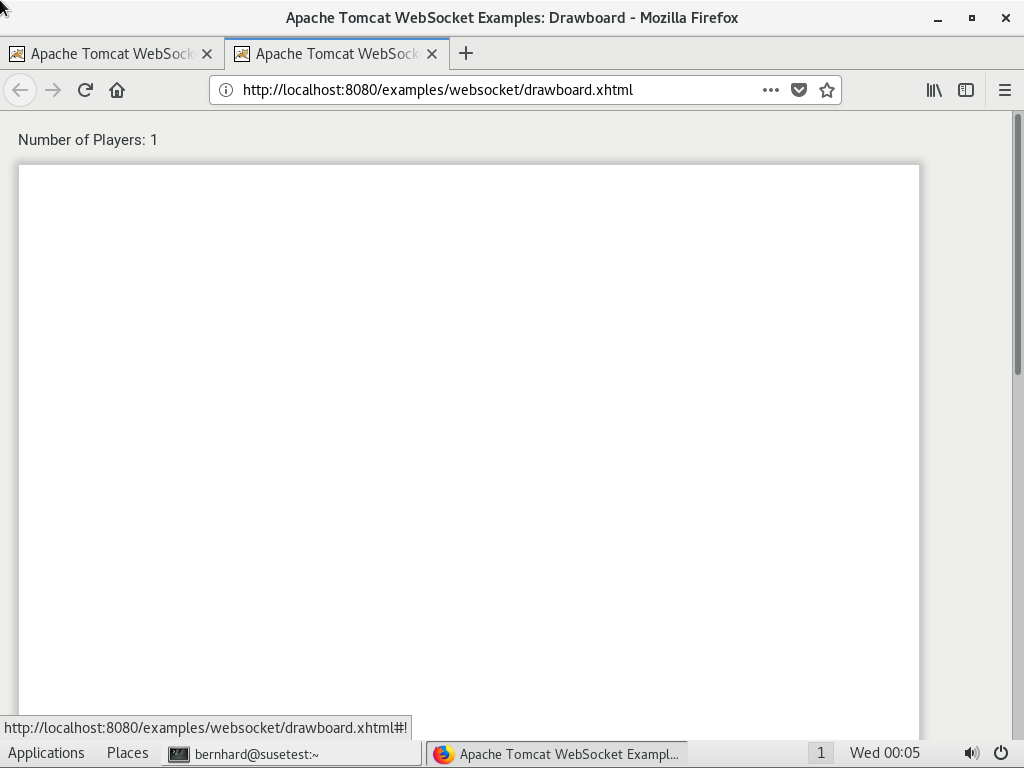 Apache Tomcat WebSocket Examples: Drawboard - Mozilla Firefox
Apache Tomcat WebSock
Apache Tomcat WebSock
http://localhost:8080/examples/websocket/drawboard.xhtml
Number of Players: 1
http://localhost:8080/examples/websocket/drawboard.xhtml#!
Applications Places bernhard@susetest:~ Apache Tomcat WebSocket Exampl... 1 Wed 00:05